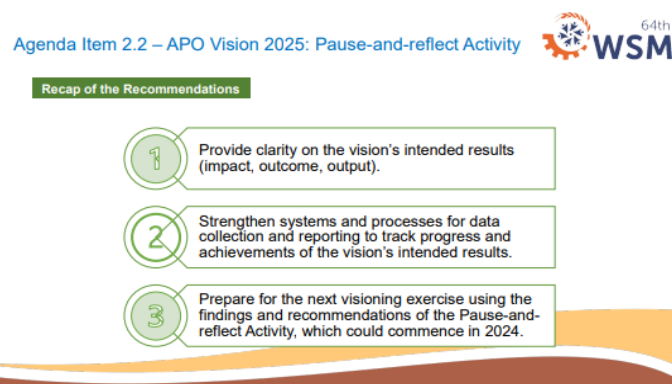 64th
WSM
Agenda Item 2.2 – APO Vision 2025: Pause-and-reflect Activity
Recap of the Recommendations
1
Provide clarity on the vision's intended results
(impact, outcome, output).
2
Strengthen systems and processes for data
collection and reporting to track progress and
achievements of the vision's intended results.
3
Prepare for the next visioning exercise using the
findings and recommendations of the Pause-and-
reflect Activity, which could commence in 2024.